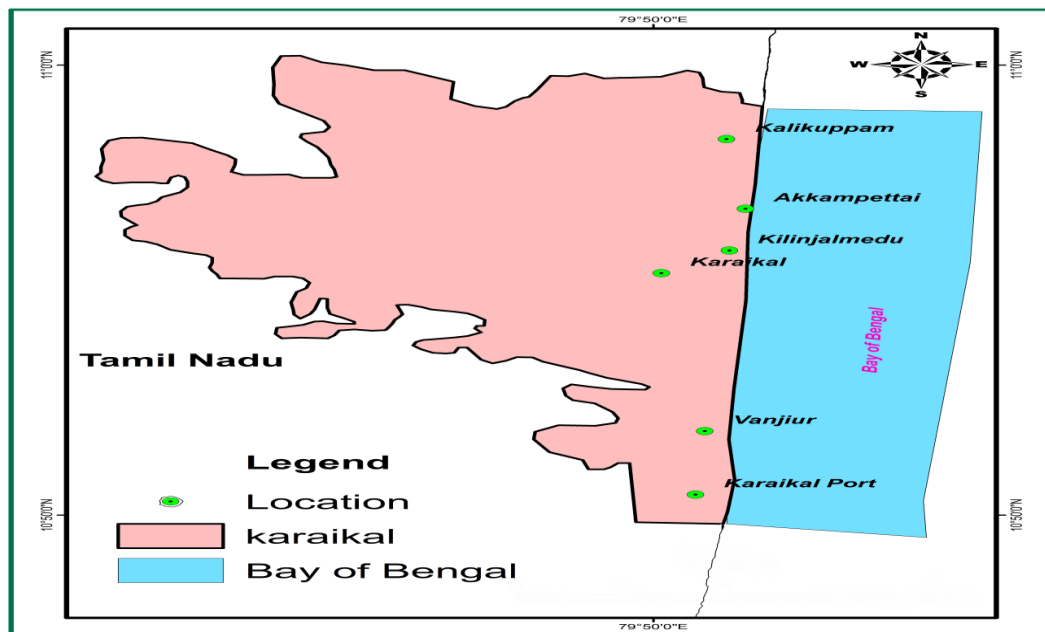 79°50'0"E
11°0'0"N
11°0'0"N
N
W
E
S
Kalikuppam
Akkampettai
Kilinjalmedu
Karaikal
Bay of Bengal
Tamil Nadu
Vanjiur
Karaikal Port
Legend
Location
karaikal
Bay of Bengal
10°50'0"N
10°50'0"N
79°50'0"E